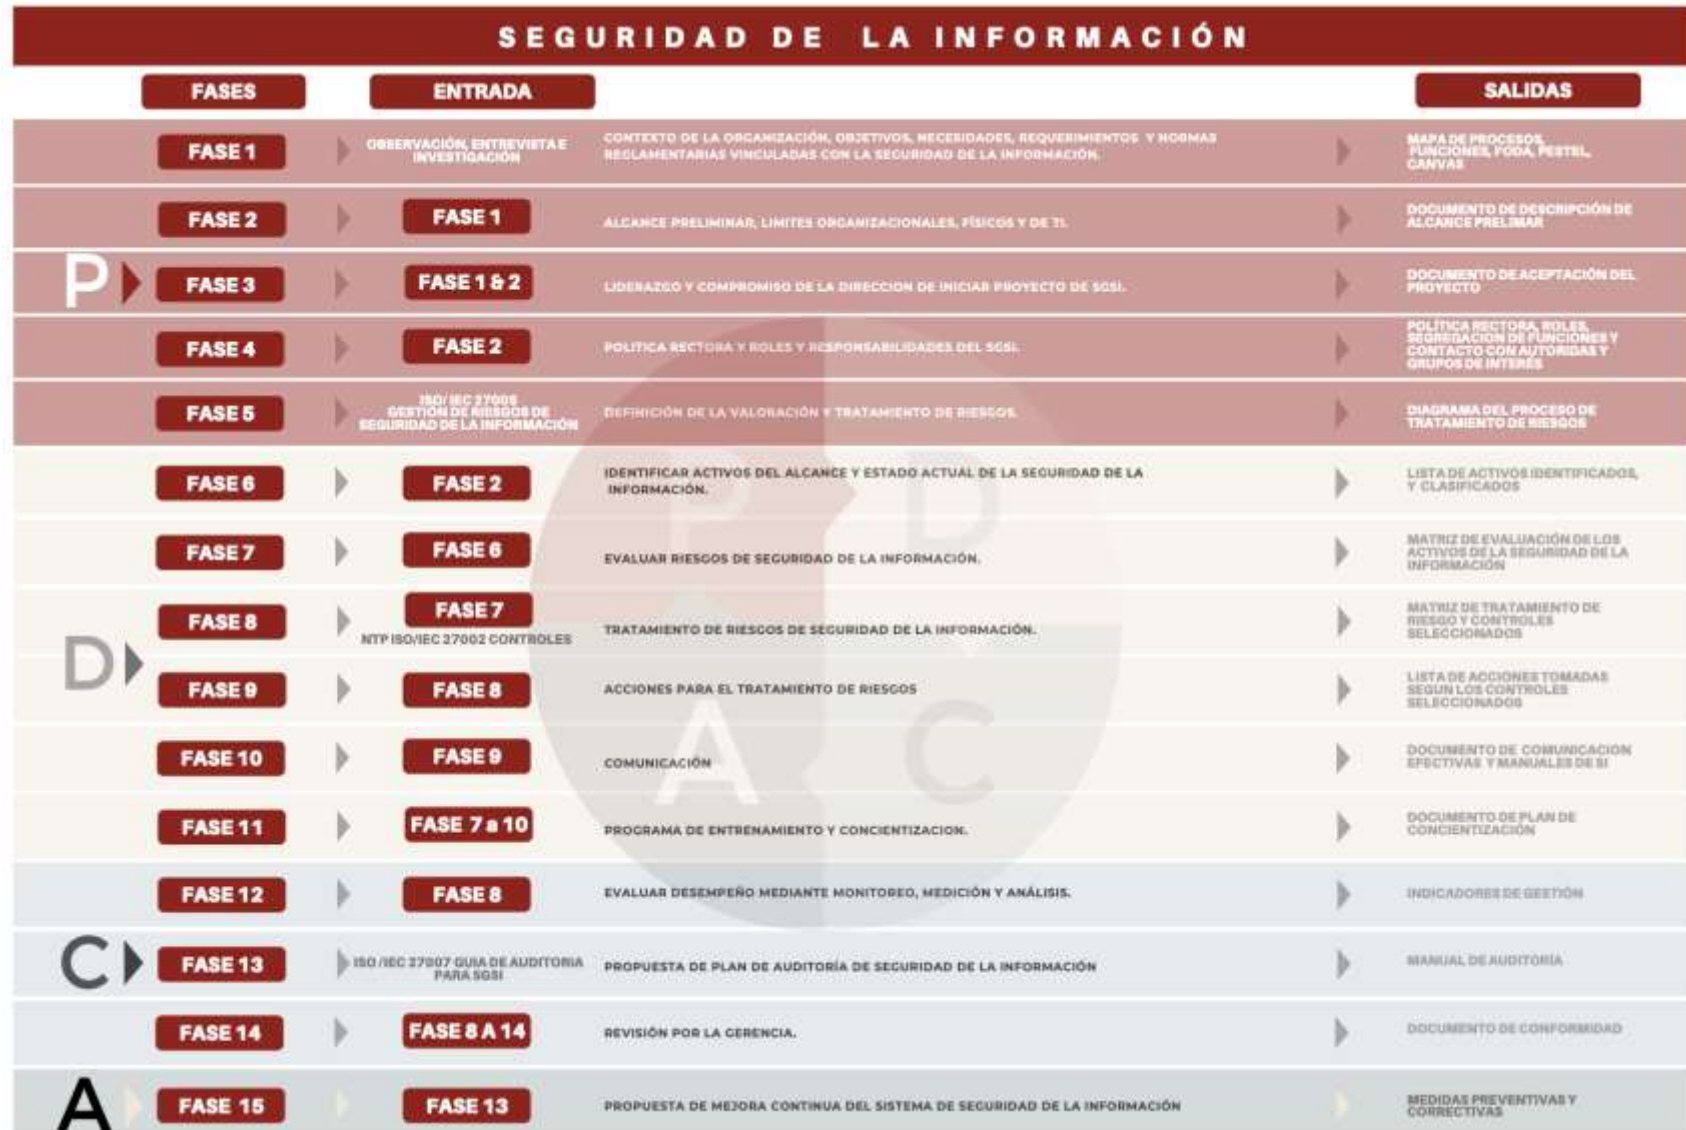 SEGURIDAD DE LA INFORMACIÓN
FASES
ENTRADA
SALIDAS
FASE 1
OBSERVACIÓN, ENTREVISTA E
INVESTIGACIÓN
CONTEXTO DE LA ORGANIZACIÓN, OBJETIVOS, NECESIDADES, REQUERIMIENTOS Y NORMAS
REGLAMENTARIAS VINCULADAS CON LA SEGURIDAD DE LA INFORMACIÓN.
MAPA DE PROCESOS,
FUNCIONES, FODA, PESTEL,
CANVAS
FASE 2
FASE 1
ALCANCE PRELIMINAR, LIMITES ORGANIZACIONALES, FÍSICOS Y DE TI.
DOCUMENTO DE DESCRIPCIÓN DE
ALCANCE PRELIMAR
P
FASE 3
FASE 1 & 2
LIDERAZGO Y COMPROMISO DE LA DIRECCION DE INICIAR PROYECTO DE SGSI.
DOCUMENTO DE ACEPTACIÓN DEL
PROYECTO
FASE 4
FASE 2
POLITICA RECTORA Y ROLES Y RESPONSABILIDADES DEL SGSI.
POLÍTICA RECTORA, ROLES,
SEGREGACION DE FUNCIONES Y
CONTACTO CON AUTORIDAS Y
GRUPOS DE INTERÉS
FASE 5
ISO/ IEC 27005
GESTIÓN DE RIESGOS DE
SEGURIDAD DE LA INFORMACIÓN
DEFINICIÓN DE LA VALORACIÓN Y TRATAMIENTO DE RIESGOS.
DIAGRAMA DEL PROCESO DE
TRATAMIENTO DE RIESGOS
FASE 6
FASE 2
IDENTIFICAR ACTIVOS DEL ALCANCE Y ESTADO ACTUAL DE LA SEGURIDAD DE LA
INFORMACIÓN.
LISTA DE ACTIVOS IDENTIFICADOS,
Y CLASIFICADOS
P D
FASE 7
FASE 6
EVALUAR RIESGOS DE SEGURIDAD DE LA INFORMACIÓN.
MATRIZ DE EVALUACIÓN DE LOS
ACTIVOS DE LA SEGURIDAD DE LA
INFORMACIÓN
FASE 8
FASE 7
NTP ISO/IEC 27002 CONTROLES
TRATAMIENTO DE RIESGOS DE SEGURIDAD DE LA INFORMACIÓN.
MATRIZ DE TRATAMIENTO DE
RIESGO Y CONTROLES
SELECCIONADOS
D
FASE 9
FASE 8
ACCIONES PARA EL TRATAMIENTO DE RIESGOS
LISTA DE ACCIONES TOMADAS
SEGUN LOS CONTROLES
SELECCIONADOS
A C
FASE 10
FASE 9
COMUNICACIÓN
DOCUMENTO DE COMUNICACION
EFECTIVAS Y MANUALES DE SI
FASE 11
FASE 7 a 10
PROGRAMA DE ENTRENAMIENTO Y CONCIENTIZACION.
DOCUMENTO DE PLAN DE
CONCIENTIZACIÓN
FASE 12
FASE 8
EVALUAR DESEMPEÑO MEDIANTE MONITOREO, MEDICIÓN Y ANÁLISIS.
INDICADORES DE GESTIÓN
C
FASE 13
ISO /IEC 27007 GUIA DE AUDITORIA
PARA SGSI
PROPUESTA DE PLAN DE AUDITORÍA DE SEGURIDAD DE LA INFORMACIÓN
MANUAL DE AUDITORÍA
FASE 14
FASE 8 A 14
REVISIÓN POR LA GERENCIA.
DOCUMENTO DE CONFORMIDAD
A
FASE 15
FASE 13
PROPUESTA DE MEJORA CONTINUA DEL SISTEMA DE SEGURIDAD DE LA INFORMACIÓN
MEDIDAS PREVENTIVAS Y
CORRECTIVAS